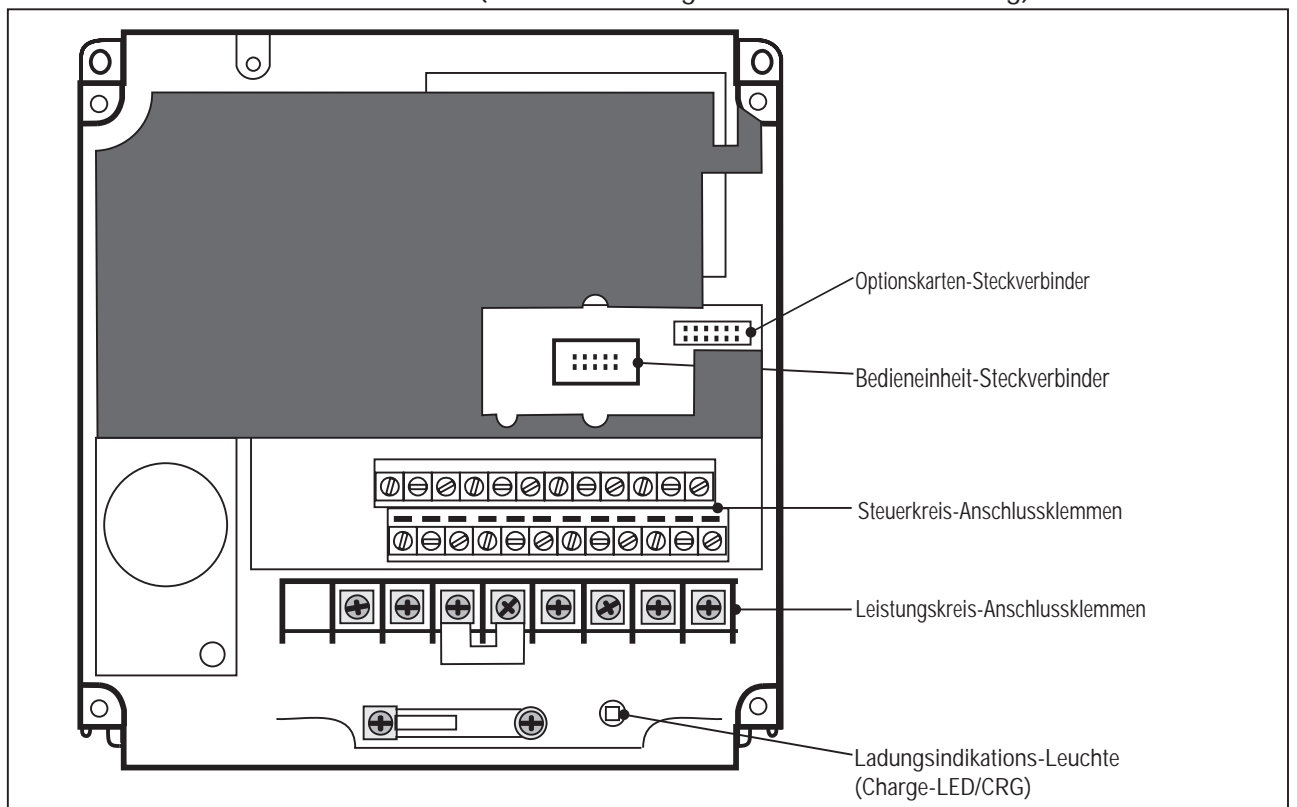 Optionskarten-Steckverbinder
Bedieneinheit-Steckverbinder
Steuerkreis-Anschlussklemmen
Leistungskreis-Anschlussklemmen
Ladungsindikations-Leuchte
(Charge-LED/CRG)